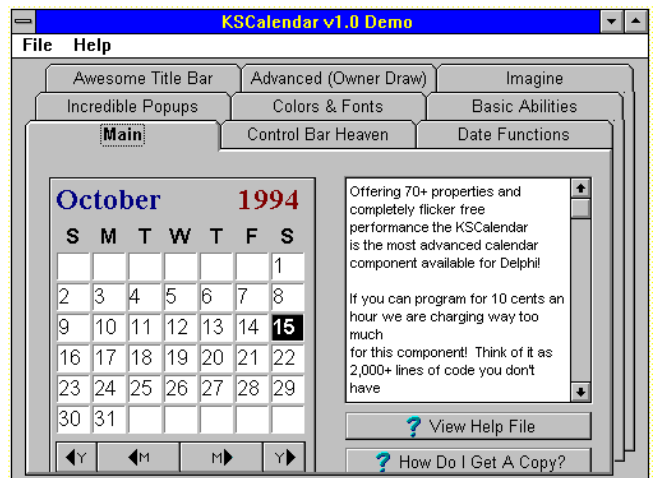 KSCalendar v1.0 Demo
File Help
Awesome Title Bar Advanced (Owner Draw) Imagine
Incredible Popups Colors & Fonts Basic Abilities
Main Control Bar Heaven Date Functions
October 1994
S M T W T F S
1
2 3 4 5 6 7 8
9 10 11 12 13 14 15
16 17 18 19 20 21 22
23 24 25 26 27 28 29
30 31
Y M M Y
Offering 70+ properties and
completely flicker free
performance the KSCalendar
is the most advanced calendar
component available for Delphi!
If you can program for 10 cents an
hour we are charging way too
much
for this component! Think of it as
2,000+ lines of code you don't
have
? View Help File
? How Do I Get A Copy?